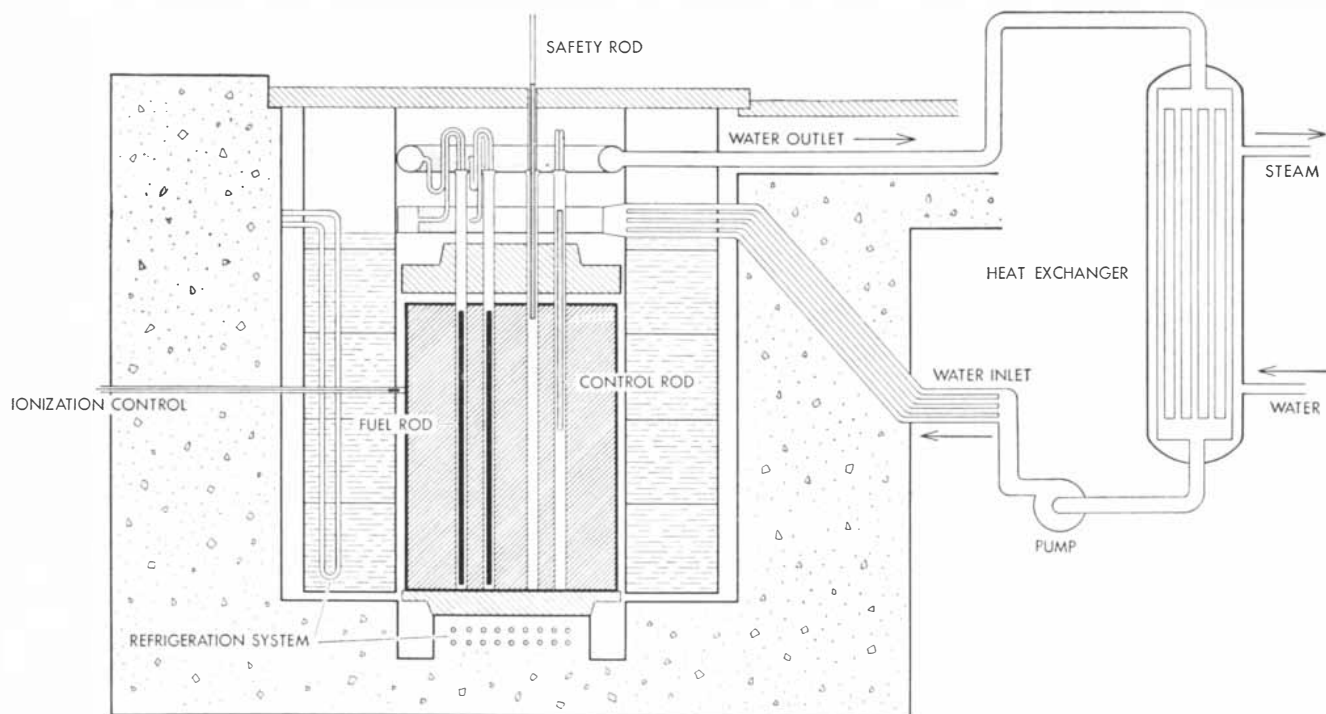 SAFETY ROD
WATER OUTLET
STEAM
HEAT EXCHANGER
CONTROL ROD
WATER INLET
IONIZATION CONTROL
FUEL ROD
WATER
PUMP
REFRIGERATION SYSTEM